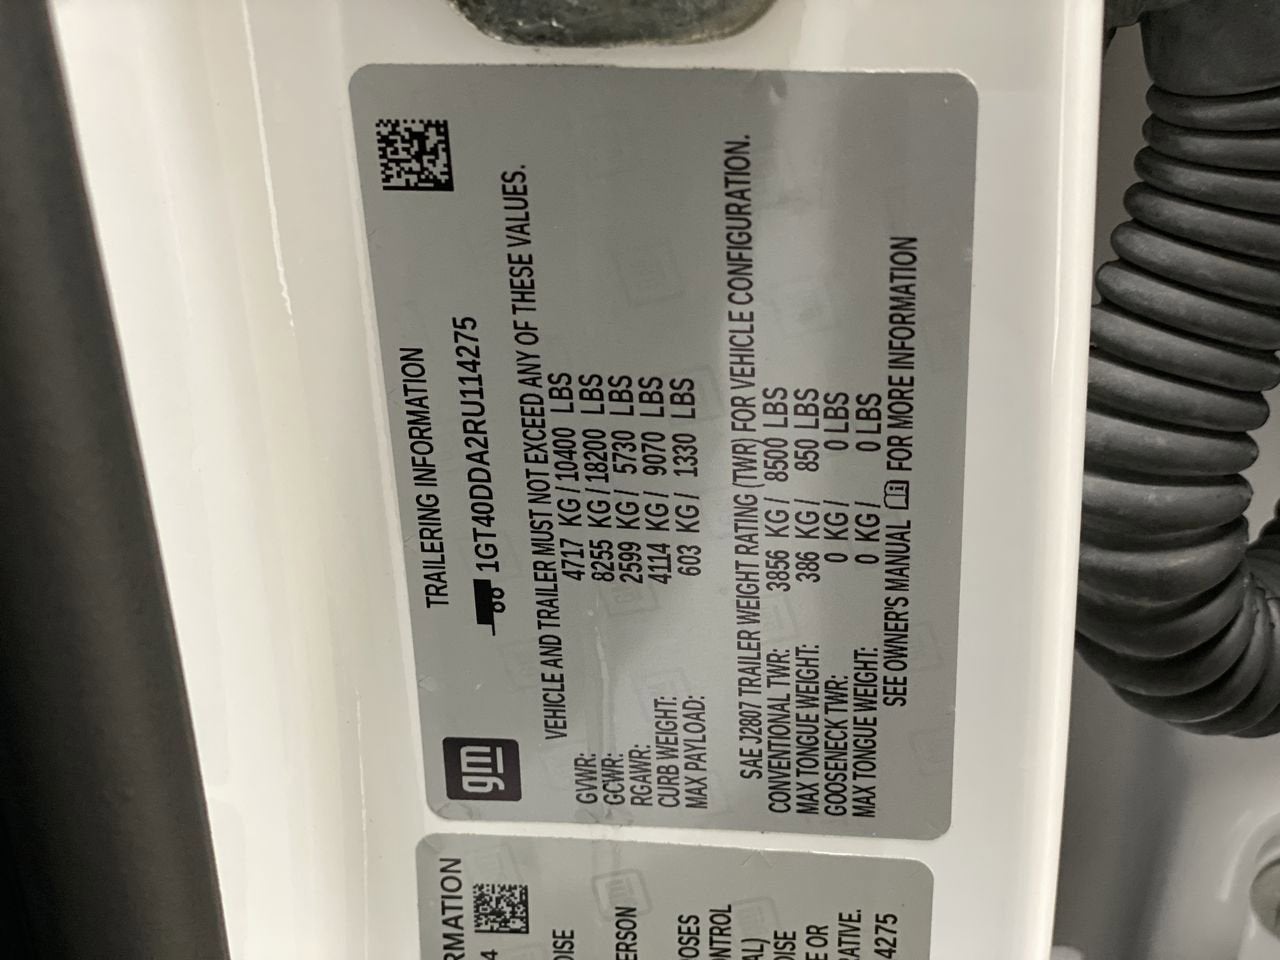 gm
TRAILERING INFORMATION
1GT40DDA2RU114275
VEHICLE AND TRAILER MUST NOT EXCEED ANY OF THESE VALUES.
GVWR: 4717 KG / 10400 LBS
GCWR: 8255 KG / 18200 LBS
RGAWR: 2599 KG / 5730 LBS
CURB WEIGHT: 4114 KG / 9070 LBS
MAX PAYLOAD: 603 KG / 1330 LBS
SAE J2807 TRAILER WEIGHT RATING (TWR) FOR VEHICLE CONFIGURATION.
CONVENTIONAL TWR: 3856 KG / 8500 LBS
MAX TONGUE WEIGHT: 386 KG / 850 LBS
GOOSENECK TWR: 0 KG / 0 LBS
MAX TONGUE WEIGHT: 0 KG / 0 LBS
SEE OWNER'S MANUAL FOR MORE INFORMATION
RMATION
4
OISE
ERSON
OSES
NTROL
AL)
OISE
E OR
RATIVE.
4275